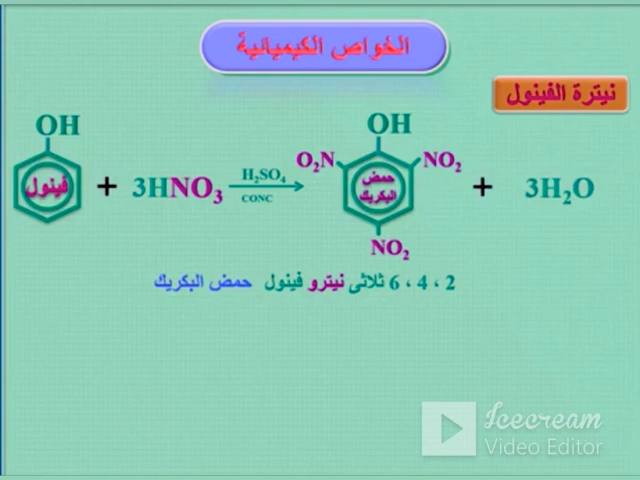 الخواص الكيميائية
نيترة الفينول
OH
فينول
+ 3HNO₃
H₂SO₄
CONC
OH
O₂N
NO₂
حمض
البكريك
NO₂
+ 3H₂O
2 ، 4 ، 6 ثلاثى نيترو فينول حمض البكريك
Icecream
Video Editor